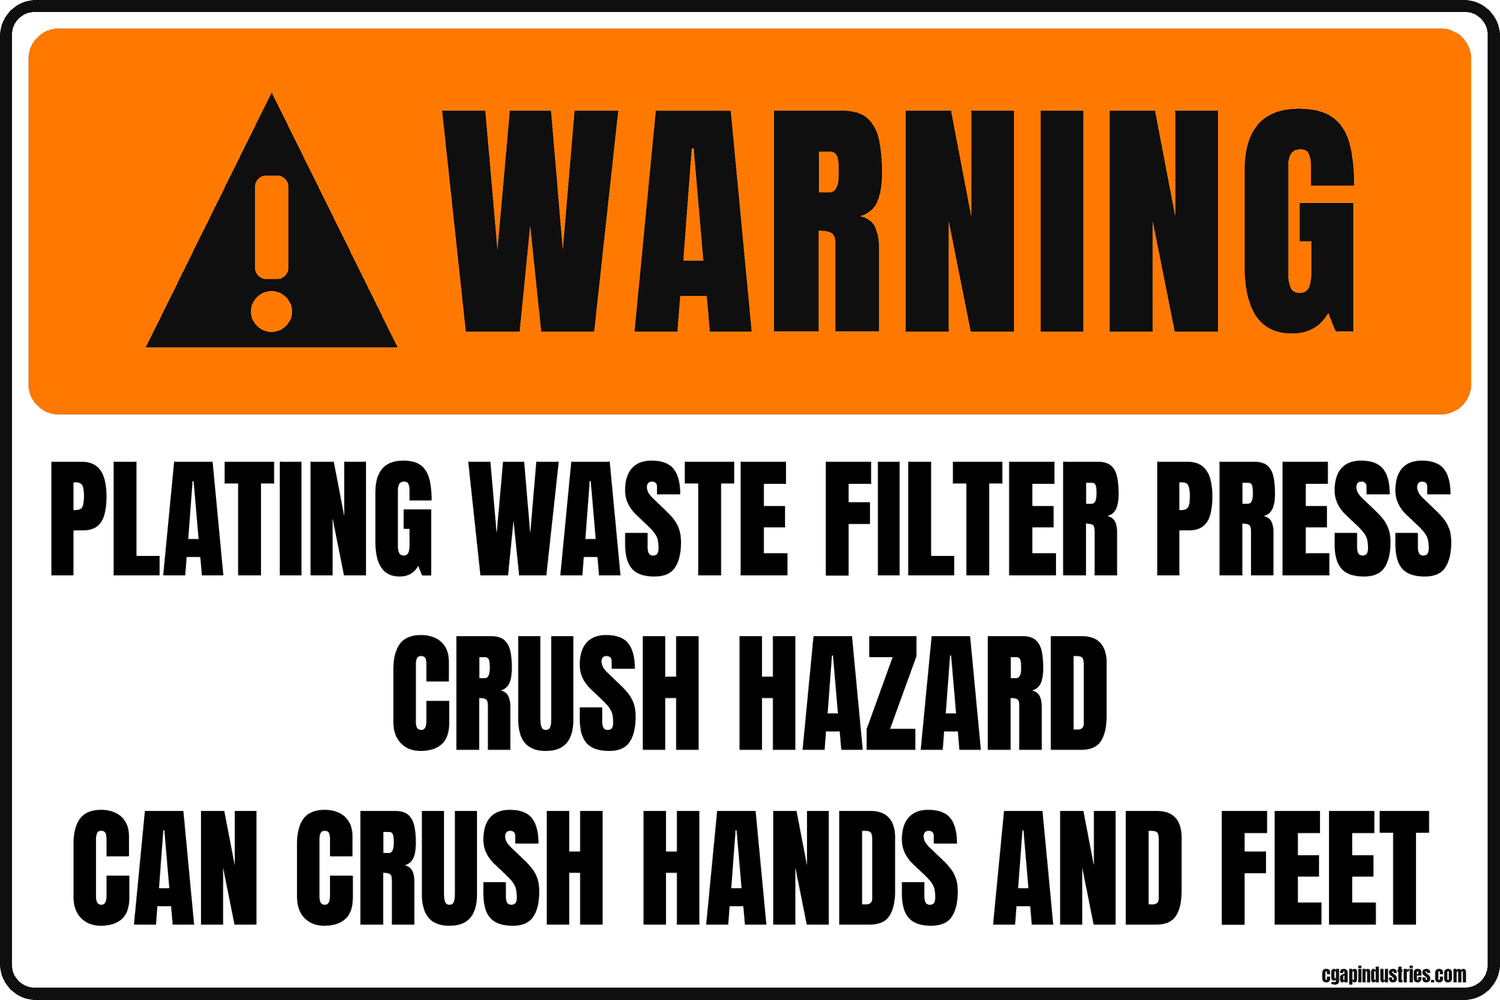 WARNING
PLATING WASTE FILTER PRESS
CRUSH HAZARD
CAN CRUSH HANDS AND FEET
cgapindustries.com